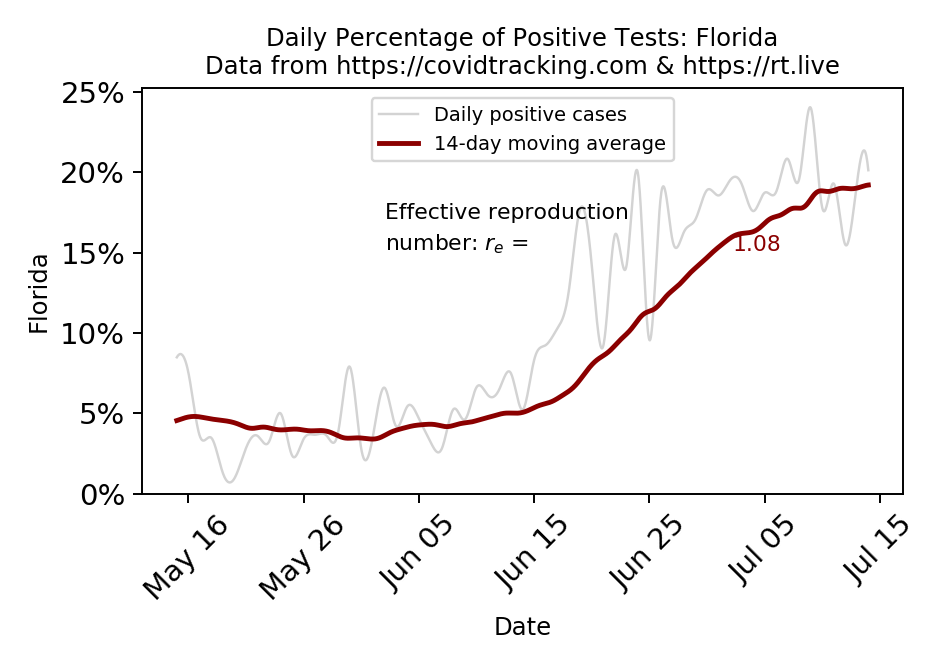 Daily Percentage of Positive Tests: Florida
Data from https://covidtracking.com & https://rt.live
25%
20%
15%
10%
5%
0%
Florida
Daily positive cases
14-day moving average
Effective reproduction
number: rₑ = 1.08
May 16
May 26
Jun 05
Jun 15
Jun 25
Jul 05
Jul 15
Date